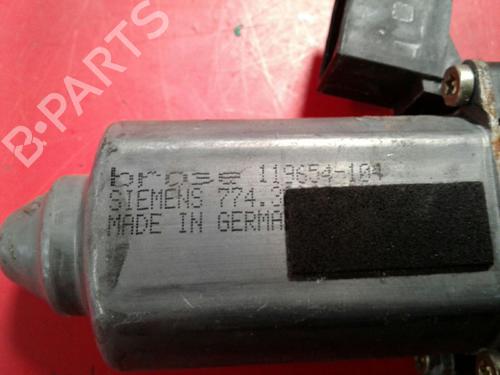 B-PARTS
brose 119654-104
SIEMENS 774.3
MADE IN GERMA